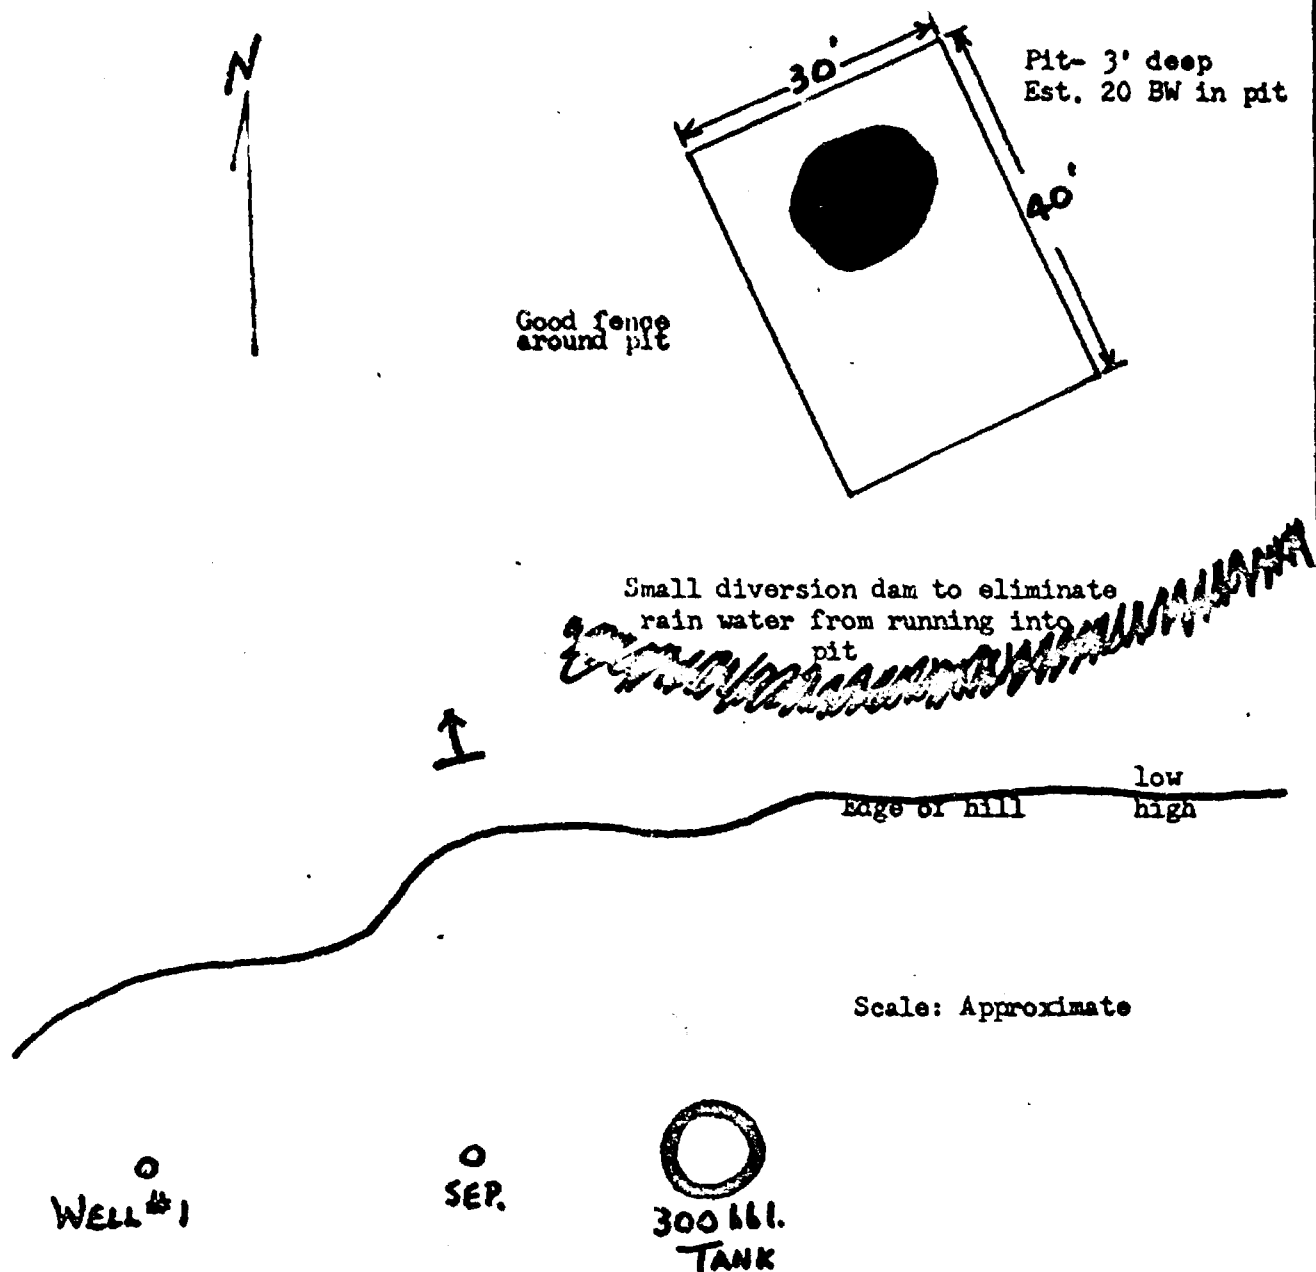 N
30'
Pit- 3' deep
Est. 20 BW in pit
40'
Good fence
around pit
Small diversion dam to eliminate
rain water from running into
pit
low
Edge of hill high
Scale: Approximate
WELL #1
SEP.
300 bbl.
TANK